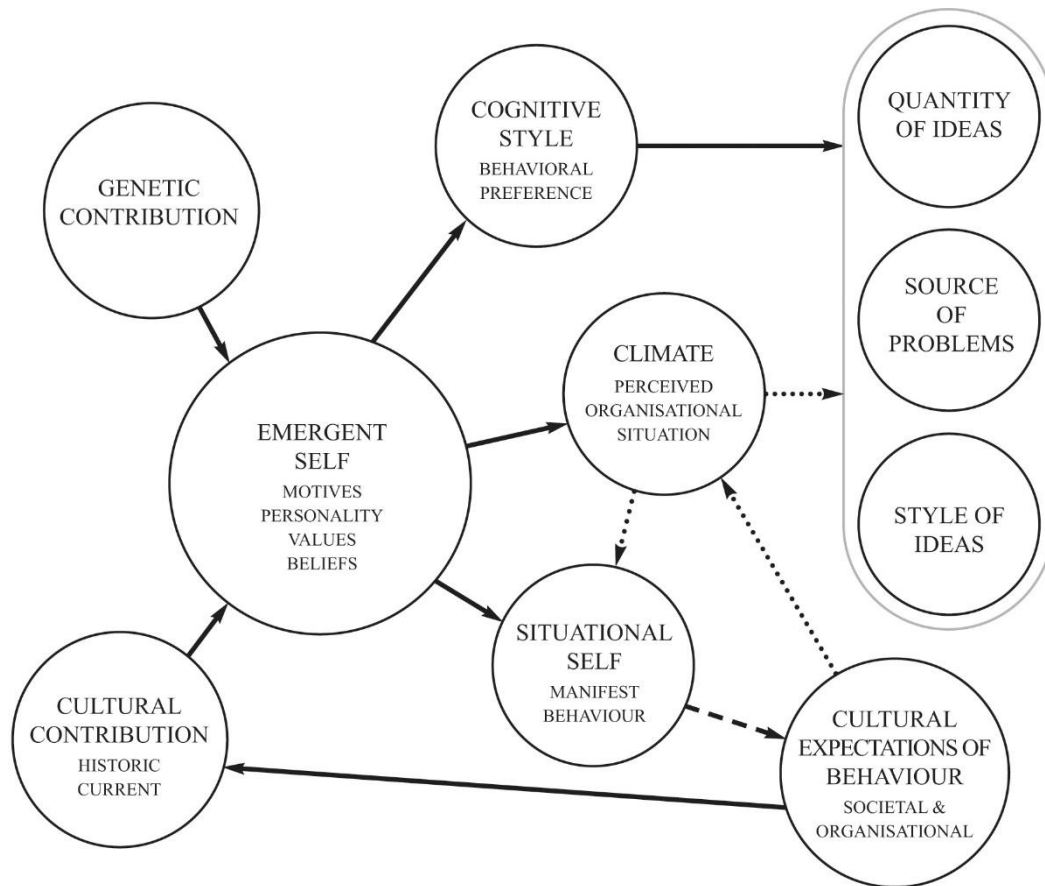 GENETIC
CONTRIBUTION
COGNITIVE
STYLE
BEHAVIORAL
PREFERENCE
QUANTITY
OF IDEAS
SOURCE
OF
PROBLEMS
STYLE OF
IDEAS
CLIMATE
PERCEIVED
ORGANISATIONAL
SITUATION
EMERGENT
SELF
MOTIVES
PERSONALITY
VALUES
BELIEFS
SITUATIONAL
SELF
MANIFEST
BEHAVIOUR
CULTURAL
CONTRIBUTION
HISTORIC
CURRENT
CULTURAL
EXPECTATIONS OF
BEHAVIOUR
SOCIETAL &
ORGANISATIONAL